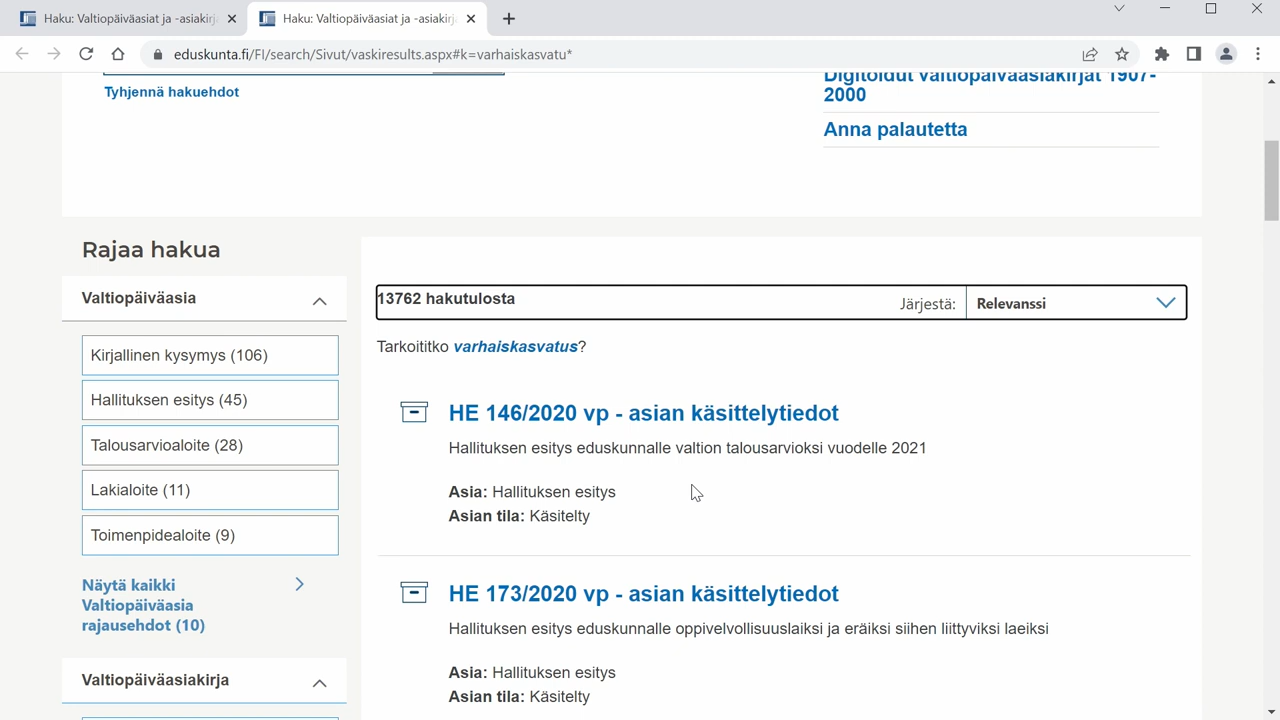 Haku: Valtiopäiväasiat ja -asiakirj
Haku: Valtiopäiväasiat ja -asiakirj
eduskunta.fi/FI/search/Sivut/vaskiresults.aspx#k=varhaiskasvatu*
Tyhjennä hakuehdot
Digitoidut valtiopäiväasiakirjat 1907-
2000
Anna palautetta
Rajaa hakua
Valtiopäiväasia
Kirjallinen kysymys (106)
Hallituksen esitys (45)
Talousarvioaloite (28)
Lakialoite (11)
Toimenpidealoite (9)
Näytä kaikki
Valtiopäiväasia
rajausehdot (10)
Valtiopäiväasiakirja
13762 hakutulosta
Järjestä:
Relevanssi
Tarkoititko varhaiskasvatus?
HE 146/2020 vp - asian käsittelytiedot
Hallituksen esitys eduskunnalle valtion talousarvioksi vuodelle 2021
Asia: Hallituksen esitys
Asian tila: Käsitelty
HE 173/2020 vp - asian käsittelytiedot
Hallituksen esitys eduskunnalle oppivelvollisuuslaiksi ja eräiksi siihen liittyviksi laeiksi
Asia: Hallituksen esitys
Asian tila: Käsitelty